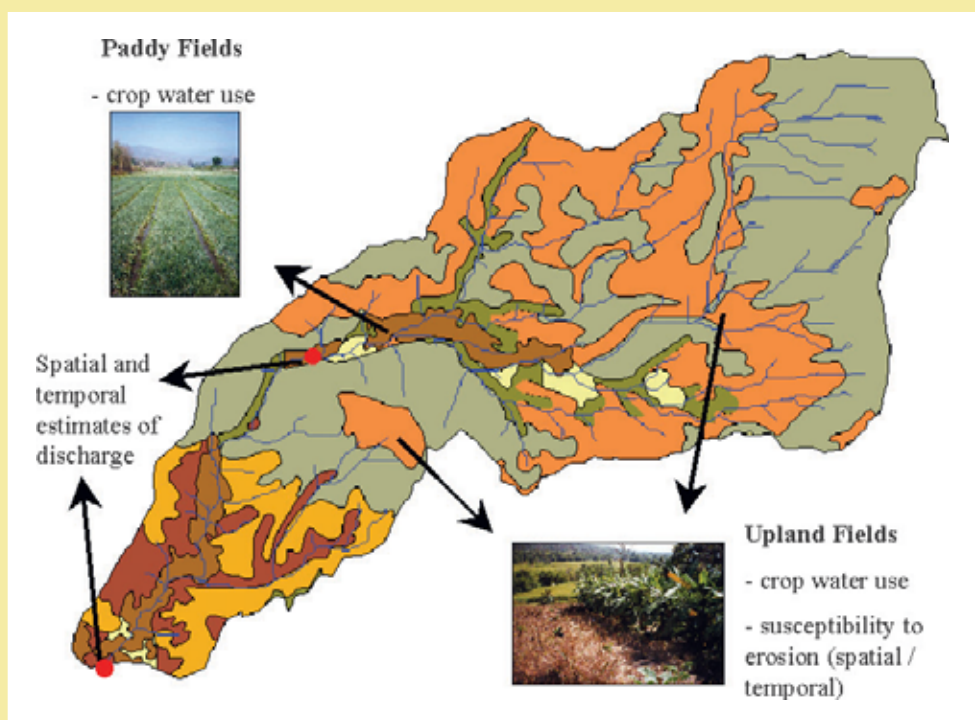 Paddy Fields
- crop water use
Spatial and
temporal
estimates of
discharge
Upland Fields
- crop water use
- susceptibility to
erosion (spatial /
temporal)